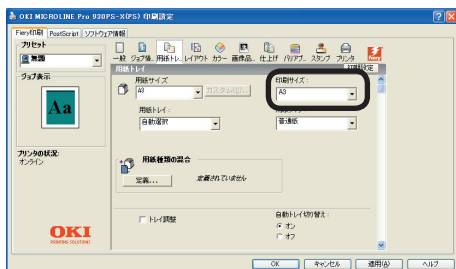 OKI MICROLINE Pro 930PS-X(PS) 印刷設定
Fiery印刷 PostScript ソフトウェア情報
プリセット
無題
ジョブ表示
Aa
プリンタの状況:
オンライン
OKI
PRINTING SOLUTIONS
一般 ジョブ情.. 用紙トレ.. レイアウト カラー 画像品.. 仕上げ バリアブ.. スタンプ プリンタ
用紙トレイ
初期設定
用紙サイズ
A3
カスタム(U)...
印刷サイズ:
A3
用紙トレイ:
自動選択
普通紙
用紙種類の混合
定義...
定義されていません
トレイ調整
自動トレイ切り替え:
オン
オフ
OK
キャンセル
適用(A)
ヘルプ